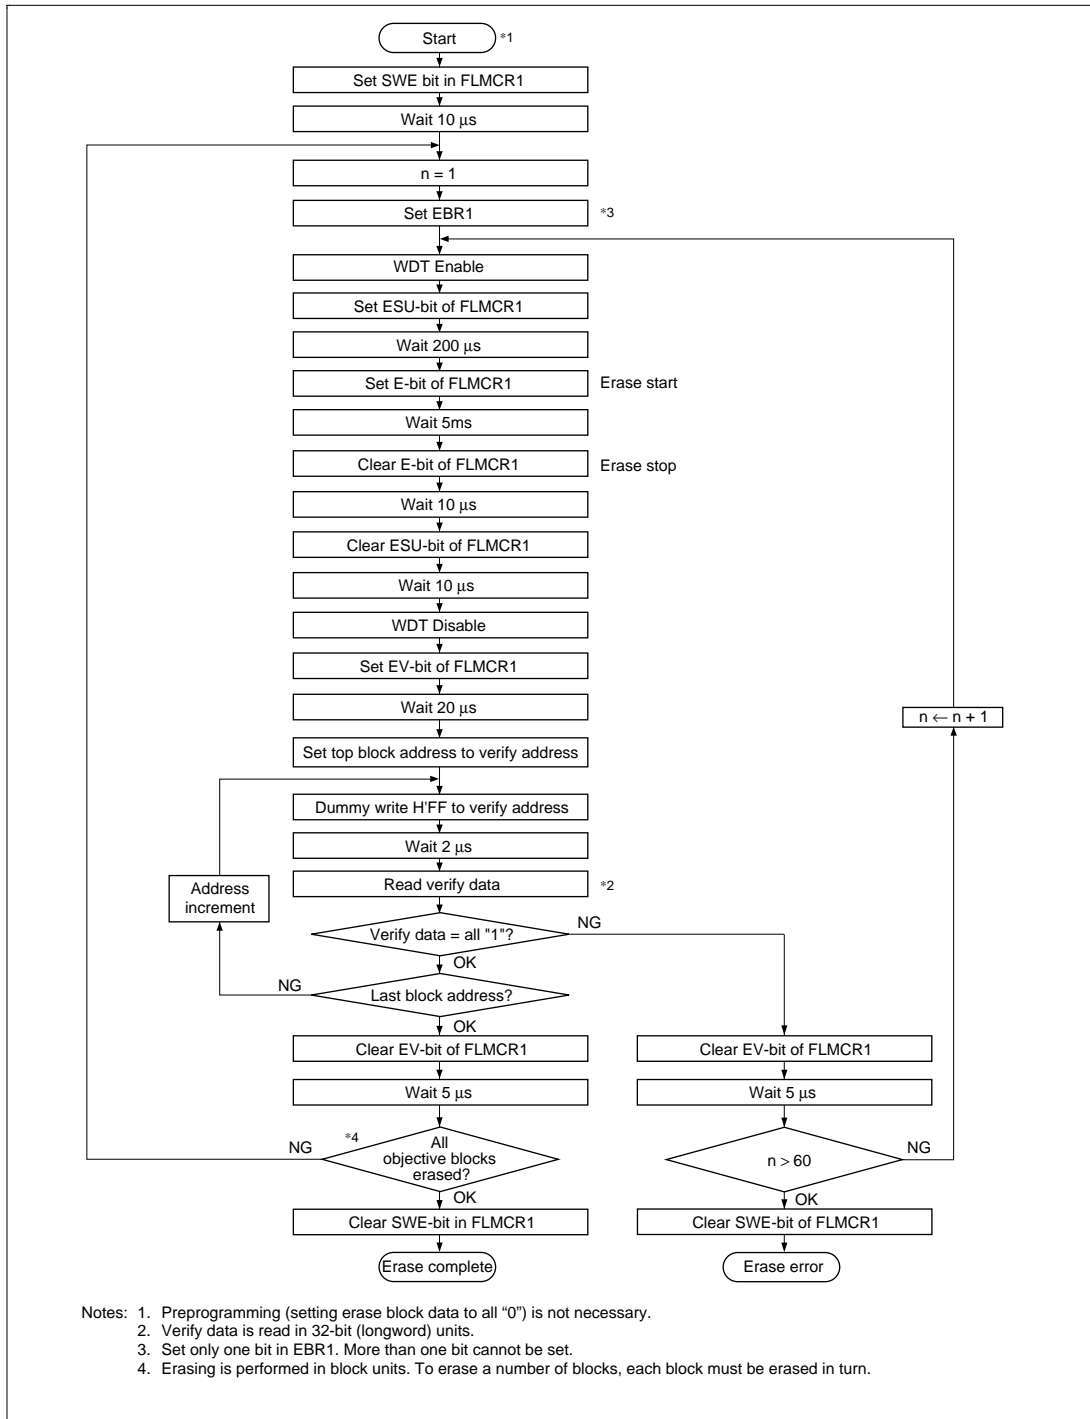 Start *1
Set SWE bit in FLMCR1
Wait 10 µs
n = 1
Set EBR1 *3
WDT Enable
Set ESU-bit of FLMCR1
Wait 200 µs
Set E-bit of FLMCR1 Erase start
Wait 5ms
Clear E-bit of FLMCR1 Erase stop
Wait 10 µs
Clear ESU-bit of FLMCR1
Wait 10 µs
WDT Disable
Set EV-bit of FLMCR1
Wait 20 µs
n ← n + 1
Set top block address to verify address
Dummy write H'FF to verify address
Wait 2 µs
Read verify data *2
Address
increment
Verify data = all "1"? NG
OK
NG Last block address?
OK
Clear EV-bit of FLMCR1 Clear EV-bit of FLMCR1
Wait 5 µs Wait 5 µs
NG *4 All
objective blocks
erased?
n > 60 NG
OK OK
Clear SWE-bit in FLMCR1 Clear SWE-bit of FLMCR1
Erase complete Erase error
Notes: 1. Preprogramming (setting erase block data to all “0”) is not necessary.
2. Verify data is read in 32-bit (longword) units.
3. Set only one bit in EBR1. More than one bit cannot be set.
4. Erasing is performed in block units. To erase a number of blocks, each block must be erased in turn.